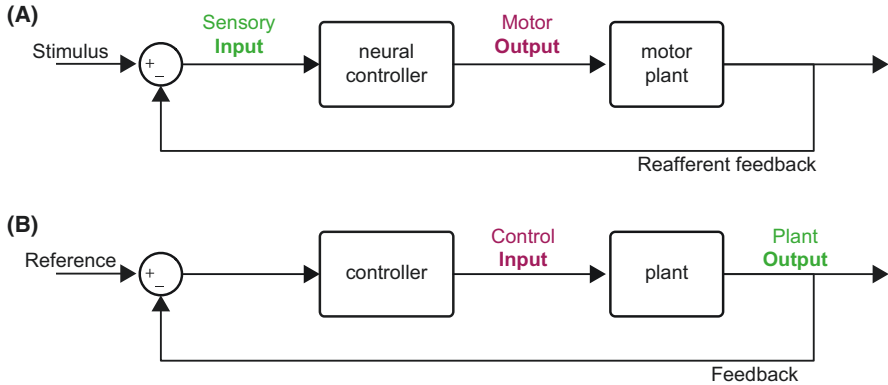 (A)
Stimulus
+
−
Sensory
Input
neural
controller
Motor
Output
motor
plant
Reafferent feedback
(B)
Reference
+
−
controller
Control
Input
plant
Plant
Output
Feedback